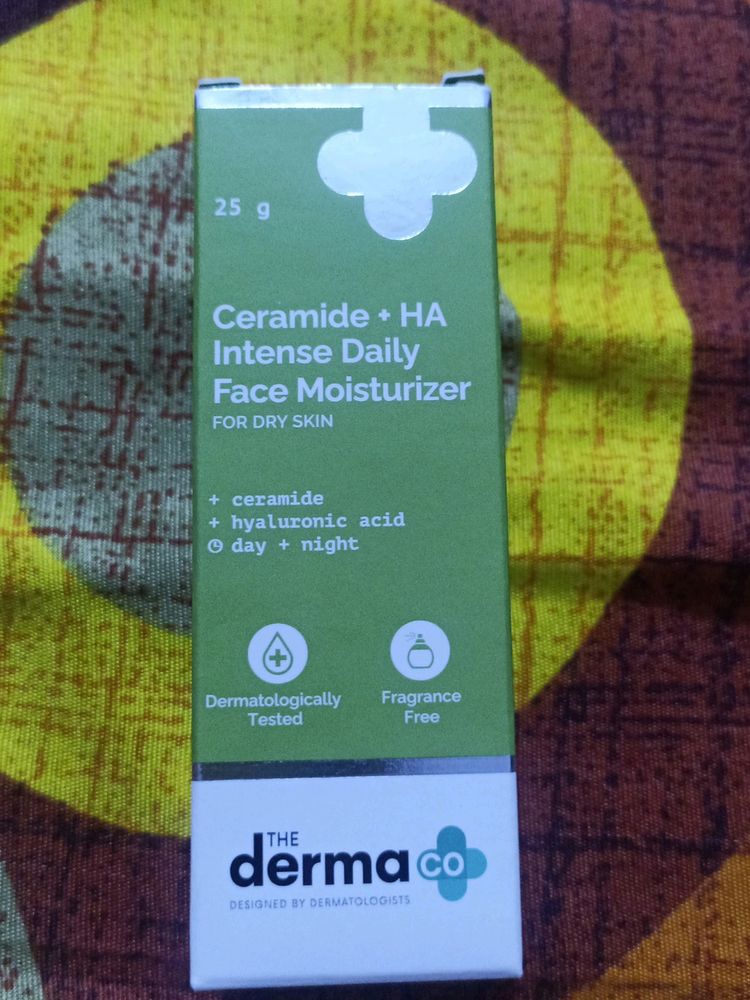 25 g
Ceramide + HA
Intense Daily
Face Moisturizer
FOR DRY SKIN
+ ceramide
+ hyaluronic acid
day + night
Dermatologically
Tested
Fragrance
Free
THE
derma co
DESIGNED BY DERMATOLOGISTS